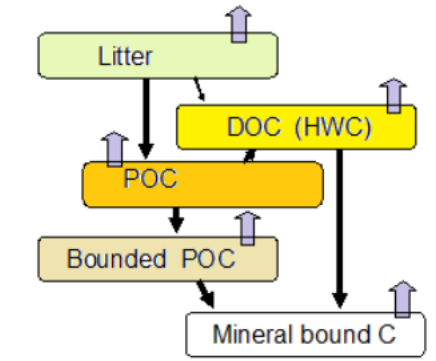 Litter
DOC (HWC)
POC
Bounded POC
Mineral bound C